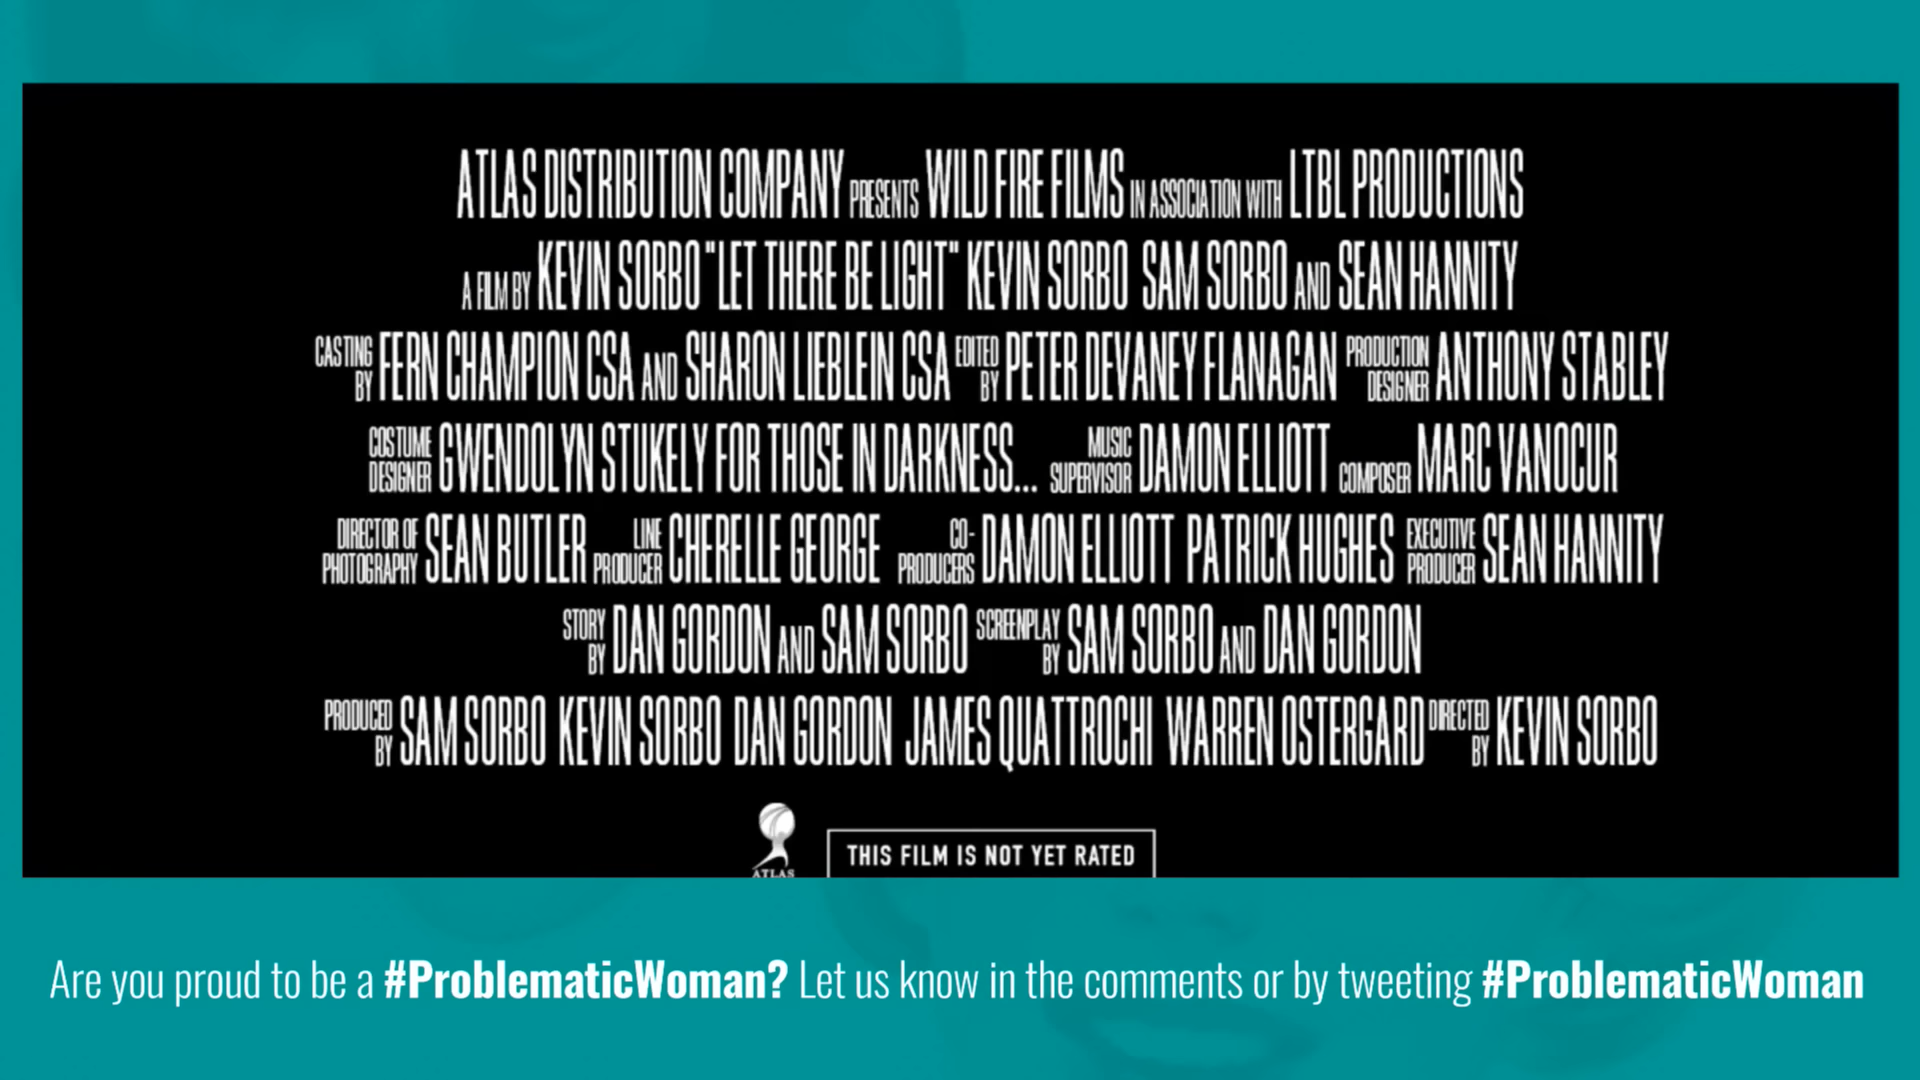 ATLAS DISTRIBUTION COMPANY PRESENTS WILD FIRE FILMS IN ASSOCIATION WITH LTBL PRODUCTIONS
A FILM BY KEVIN SORBO "LET THERE BE LIGHT" KEVIN SORBO SAM SORBO AND SEAN HANNITY
CASTING BY FERN CHAMPION CSA AND SHARON LIEBLEIN CSA EDITED BY PETER DEVANEY FLANAGAN PRODUCTION DESIGNER ANTHONY STABLEY
COSTUME DESIGNER GWENDOLYN STUKELY FOR THOSE IN DARKNESS... MUSIC SUPERVISOR DAMON ELLIOTT COMPOSER MARC VANOCUR
DIRECTOR OF PHOTOGRAPHY SEAN BUTLER LINE PRODUCER CHERELLE GEORGE CO-PRODUCERS DAMON ELLIOTT PATRICK HUGHES EXECUTIVE PRODUCER SEAN HANNITY
STORY BY DAN GORDON AND SAM SORBO SCREENPLAY BY SAM SORBO AND DAN GORDON
PRODUCED BY SAM SORBO KEVIN SORBO DAN GORDON JAMES QUATTROCHI WARREN OSTERGARD DIRECTED BY KEVIN SORBO
ATLAS
THIS FILM IS NOT YET RATED
Are you proud to be a #ProblematicWoman? Let us know in the comments or by tweeting #ProblematicWoman